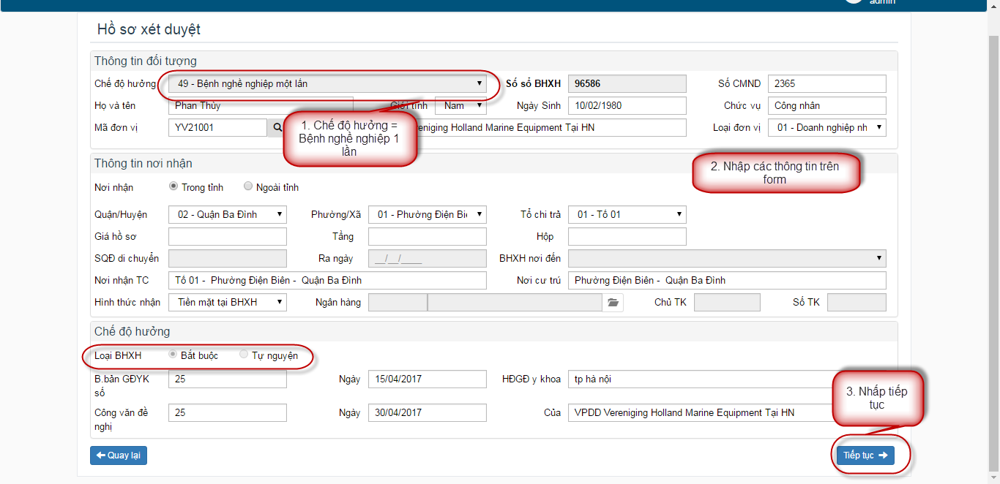 admin
Hồ sơ xét duyệt
Thông tin đối tượng
Chế độ hưởng 49 - Bệnh nghề nghiệp một lần Số sổ BHXH 96586 Số CMND 2365
Họ và tên Phan Thùy Giới tính Nam Ngày Sinh 10/02/1980 Chức vụ Công nhân
Mã đơn vị YV21001 reniging Holland Marine Equipment Tại HN Loại đơn vị 01 - Doanh nghiệp nh
1. Chế độ hưởng =
Bệnh nghề nghiệp 1
lần
Thông tin nơi nhận
2. Nhập các thông tin trên
form
Nơi nhận Trong tỉnh Ngoài tỉnh
Quận/Huyện 02 - Quận Ba Đình Phường/Xã 01 - Phường Điện Bi Tổ chi trả 01 - Tổ 01
Giá hồ sơ Tầng Hộp
SQĐ di chuyển Ra ngày __/__/____ BHXH nơi đến
Nơi nhận TC Tổ 01 - Phường Điện Biên - Quận Ba Đình Nơi cư trú Phường Điện Biên - Quận Ba Đình
Hình thức nhận Tiền mặt tại BHXH Ngân hàng Chủ TK Số TK
Chế độ hưởng
Loại BHXH Bắt buộc Tự nguyện
B.bản GĐYK số 25 Ngày 15/04/2017 HĐGĐ y khoa tp hà nội
Công văn đề nghị 25 Ngày 30/04/2017 Của VPDD Vereniging Holland Marine Equipment Tại HN
3. Nhấp tiếp
tục
Quay lại Tiếp tục